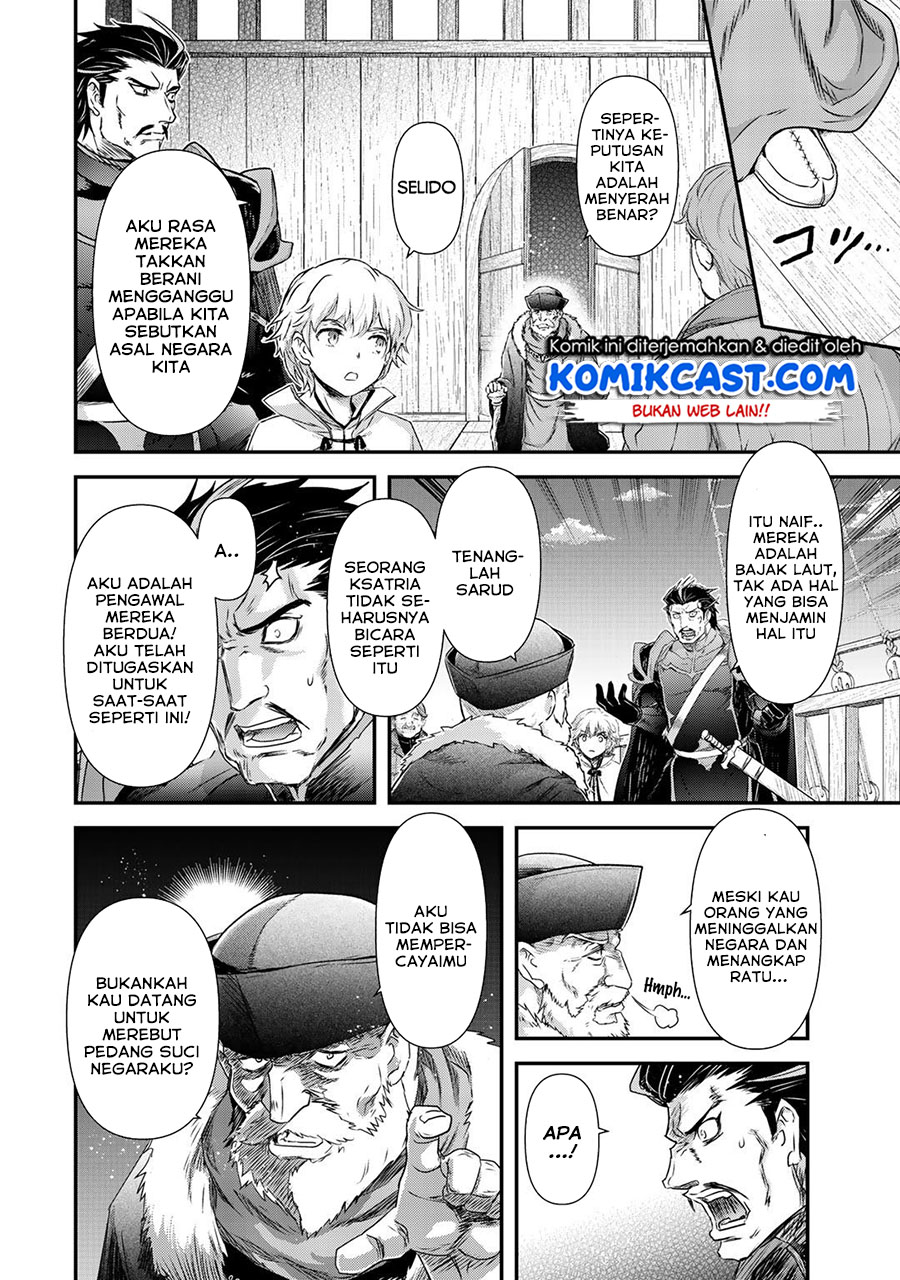 コツ...
SEPER-
TINYA KE-
PUTUSAN
KITA
ADALAH
MENYERAH
BENAR?
SELIDO
AKU RASA
MEREKA
TAKKAN
BERANI
MENGGANGGU
APABILA KITA
SEBUTKAN
ASAL NEGARA
KITA
Komik ini diterjemahkan & diedit oleh
KOMIKCAST.COM
BUKAN WEB LAIN!!
ITU NAIF..
MEREKA
ADALAH
BAJAK LAUT,
TAK ADA HAL
YANG BISA
MENJAMIN
HAL ITU
TENANG-
LAH
SARUD
SEORANG
KSATRIA
TIDAK SE-
HARUSNYA
BICARA
SEPERTI
ITU
A..
AKU ADALAH
PENGAWAL
MEREKA
BERDUA!
AKU TELAH
DITUGASKAN
UNTUK
SAAT-SAAT
SEPERTI INI!
MESKI KAU
ORANG YANG
MENINGGALKAN
NEGARA DAN
MENANGKAP
RATU...
Hmph...
APA
....!
AKU
TIDAK BISA
MEMPER-
CAYAIMU
BUKANKAH
KAU DATANG
UNTUK
MEREBUT
PEDANG SUCI
NEGARAKU?